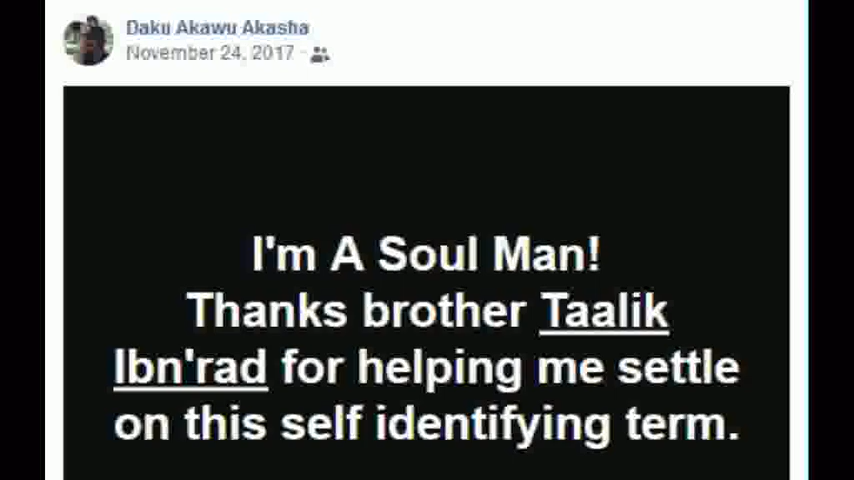 Daku Akawu Akasha
November 24, 2017 ·
I'm A Soul Man!
Thanks brother Taalik
Ibn'rad for helping me settle
on this self identifying term.